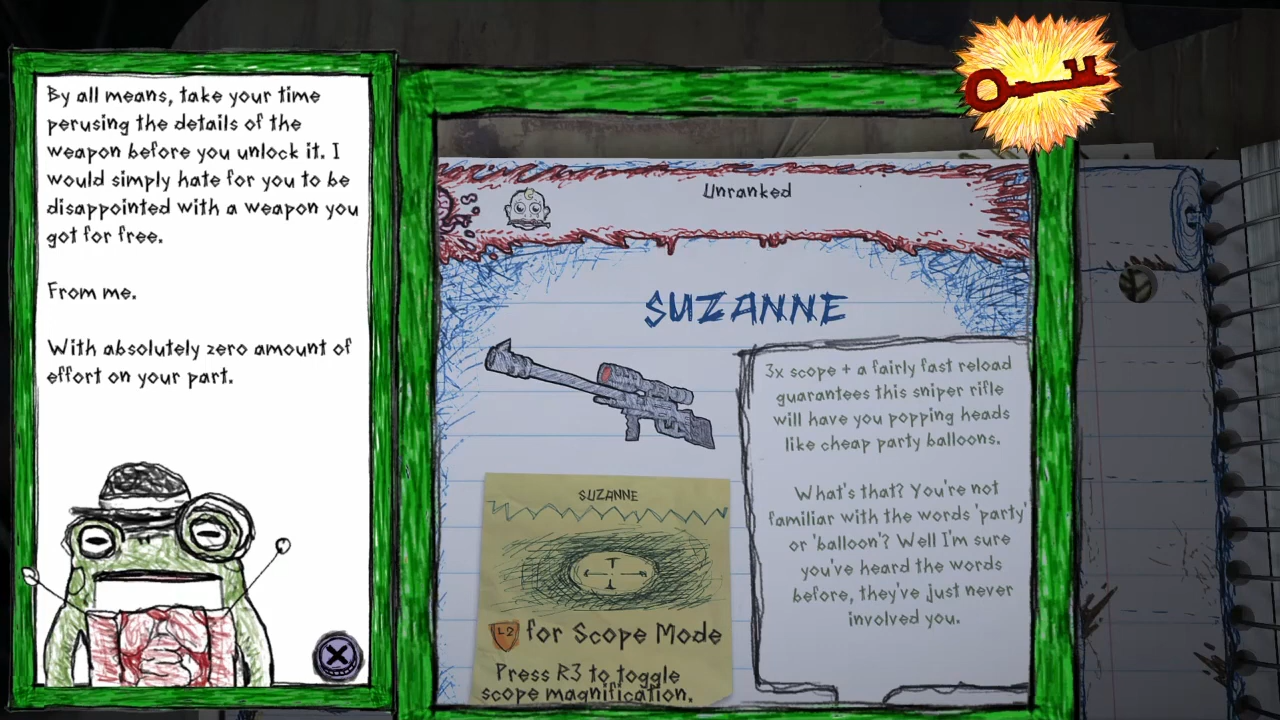 By all means, take your time
perusing the details of the
weapon before you unlock it. I
would simply hate for you to be
disappointed with a weapon you
got for free.
From me.
With absolutely zero amount of
effort on your part.
Unranked
SUZANNE
3x scope + a fairly fast reload
guarantees this sniper rifle
will have you popping heads
like cheap party balloons.
What's that? You're not
familiar with the words 'party'
or 'balloon'? Well I'm sure
you've heard the words
before, they've just never
involved you.
SUZANNE
L2 for Scope Mode
Press R3 to toggle
scope magnification.